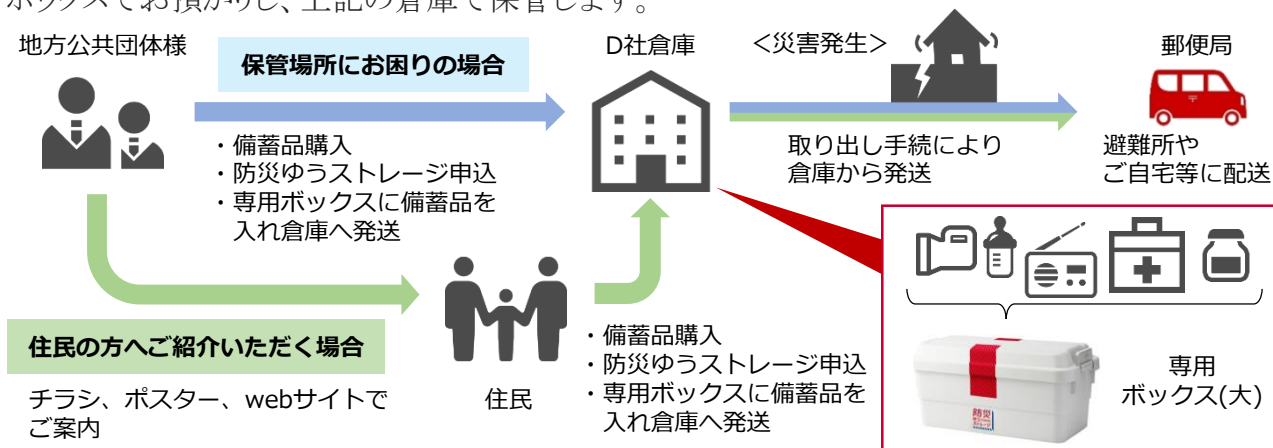 ボックスでお預かりし、上記の倉庫で保管します。
地方公共団体様
保管場所にお困りの場合
・備蓄品購入
・防災ゆうストレージ申込
・専用ボックスに備蓄品を
入れ倉庫へ発送
D社倉庫
<災害発生>
取り出し手続により
倉庫から発送
郵便局
〒
避難所や
ご自宅等に配送
住民の方へご紹介いただく場合
チラシ、ポスター、webサイトで
ご案内
住民
・備蓄品購入
・防災ゆうストレージ申込
・専用ボックスに備蓄品を
入れ倉庫へ発送
防災
ストレージ
専用
ボックス(大)